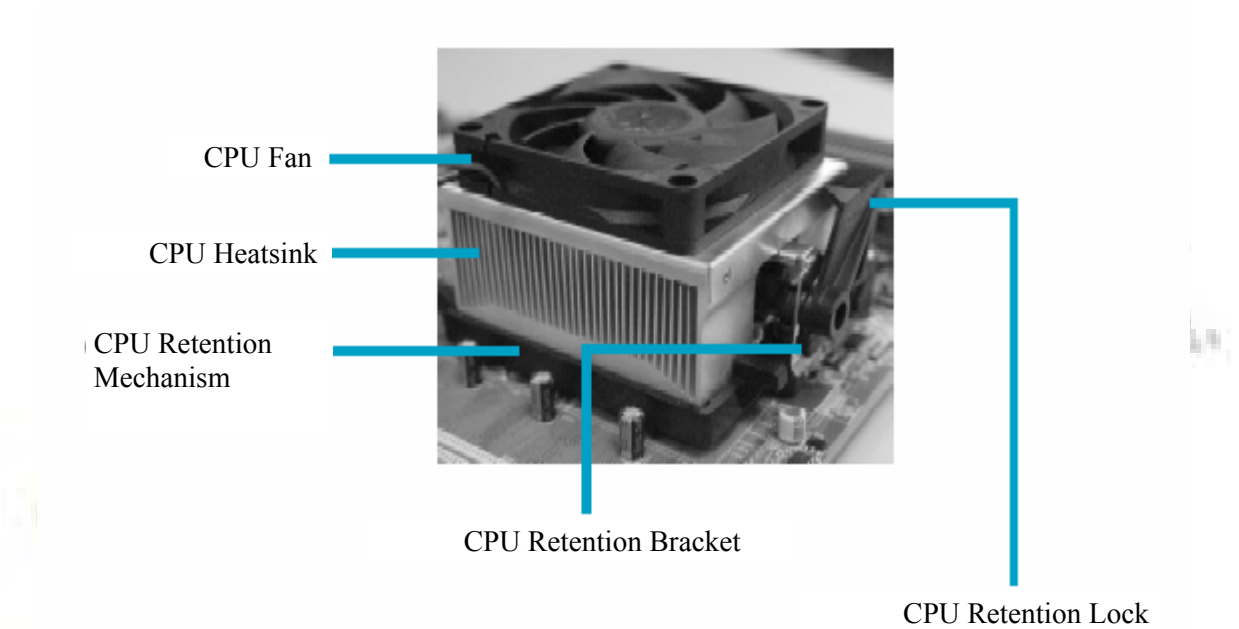 CPU Fan
CPU Heatsink
CPU Retention
Mechanism
CPU Retention Bracket
CPU Retention Lock